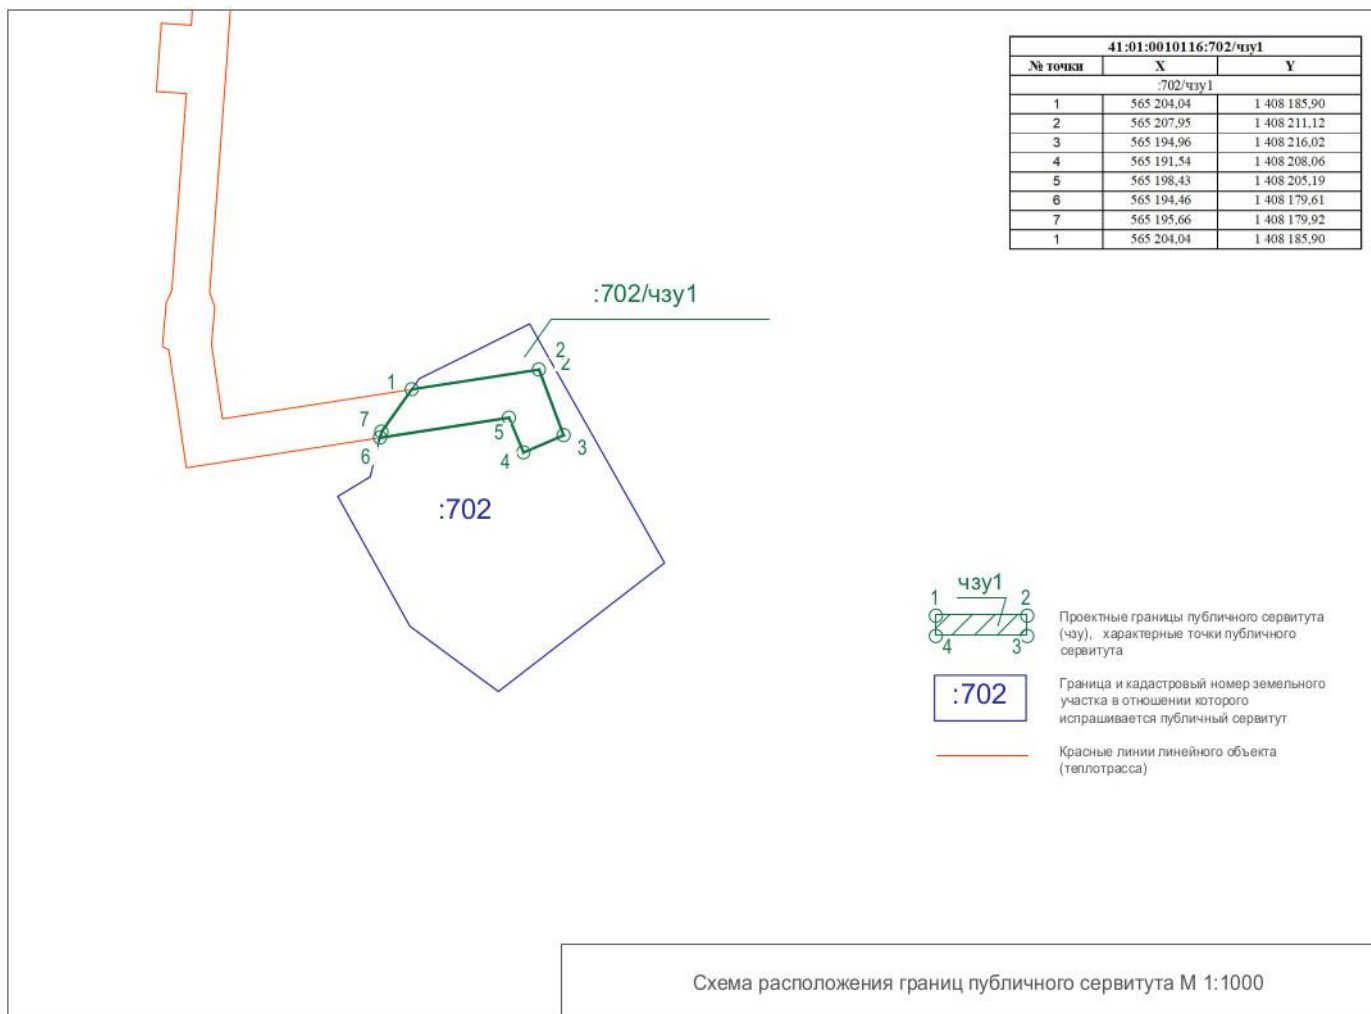 41:01:0010116:702/чзу1
№ точки X Y
:702/чзу1
1 565 204,04 1 408 185,90
2 565 207,95 1 408 211,12
3 565 194,96 1 408 216,02
4 565 191,54 1 408 208,06
5 565 198,43 1 408 205,19
6 565 194,46 1 408 179,61
7 565 195,66 1 408 179,92
1 565 204,04 1 408 185,90
:702/чзу1
2
2
1
7
5
6
4
3
:702
чзу1
1 2
4 3
Проектные границы публичного сервитута
(чзу), характерные точки публичного
сервитута
:702
Граница и кадастровый номер земельного
участка в отношении которого
испрашивается публичный сервитут
Красные линии линейного объекта
(теплотрасса)
Схема расположения границ публичного сервитута М 1:1000